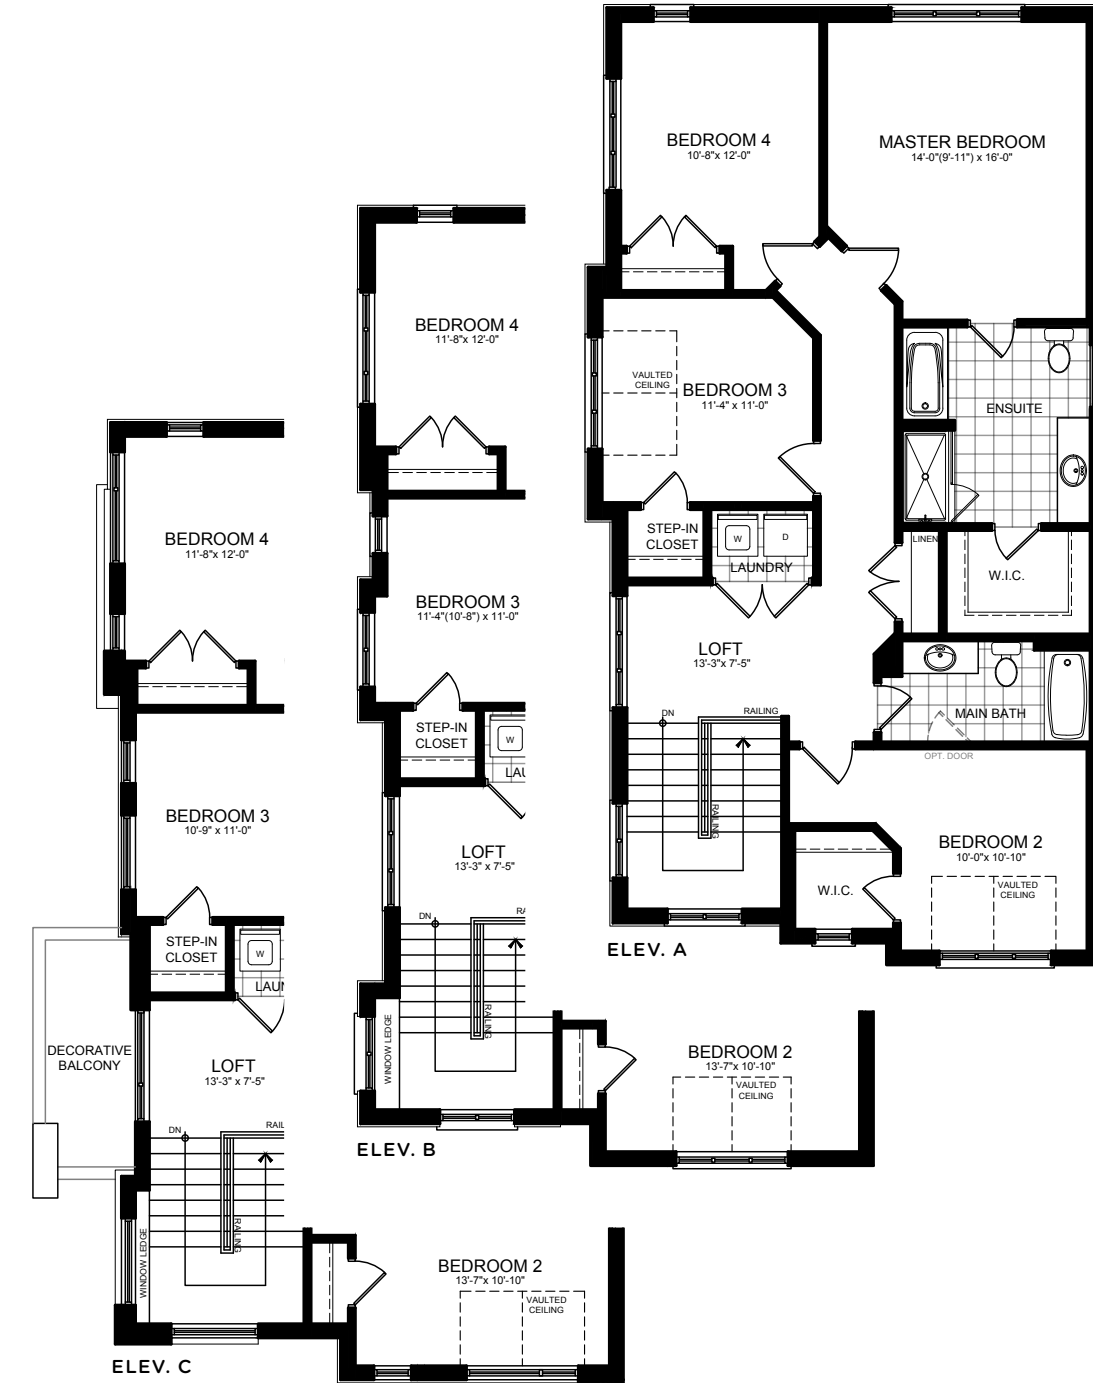 BEDROOM 4
10'-8"x 12'-0"
MASTER BEDROOM
14'-0"(9'-11") x 16'-0"
VAULTED
CEILING
BEDROOM 3
11'-4" x 11'-0"
ENSUITE
STEP-IN
CLOSET
W
D
LAUNDRY
LINEN
W.I.C.
LOFT
13'-3"x 7'-5"
DN
RAILING
RAILING
MAIN BATH
OPT. DOOR
BEDROOM 2
10'-0"x 10'-10"
W.I.C.
VAULTED
CEILING
ELEV. A
BEDROOM 4
11'-8"x 12'-0"
BEDROOM 3
11'-4"(10'-8") x 11'-0"
STEP-IN
CLOSET
W
LAU
LOFT
13'-3" x 7'-5"
DN
RA
RAILING
WINDOW LEDGE
BEDROOM 2
13'-7"x 10'-10"
VAULTED
CEILING
ELEV. B
BEDROOM 4
11'-8"x 12'-0"
BEDROOM 3
10'-9" x 11'-0"
STEP-IN
CLOSET
W
LAUN
DECORATIVE
BALCONY
LOFT
13'-3" x 7'-5"
DN
RAIL
RAILING
WINDOW LEDGE
BEDROOM 2
13'-7"x 10'-10"
VAULTED
CEILING
ELEV. C